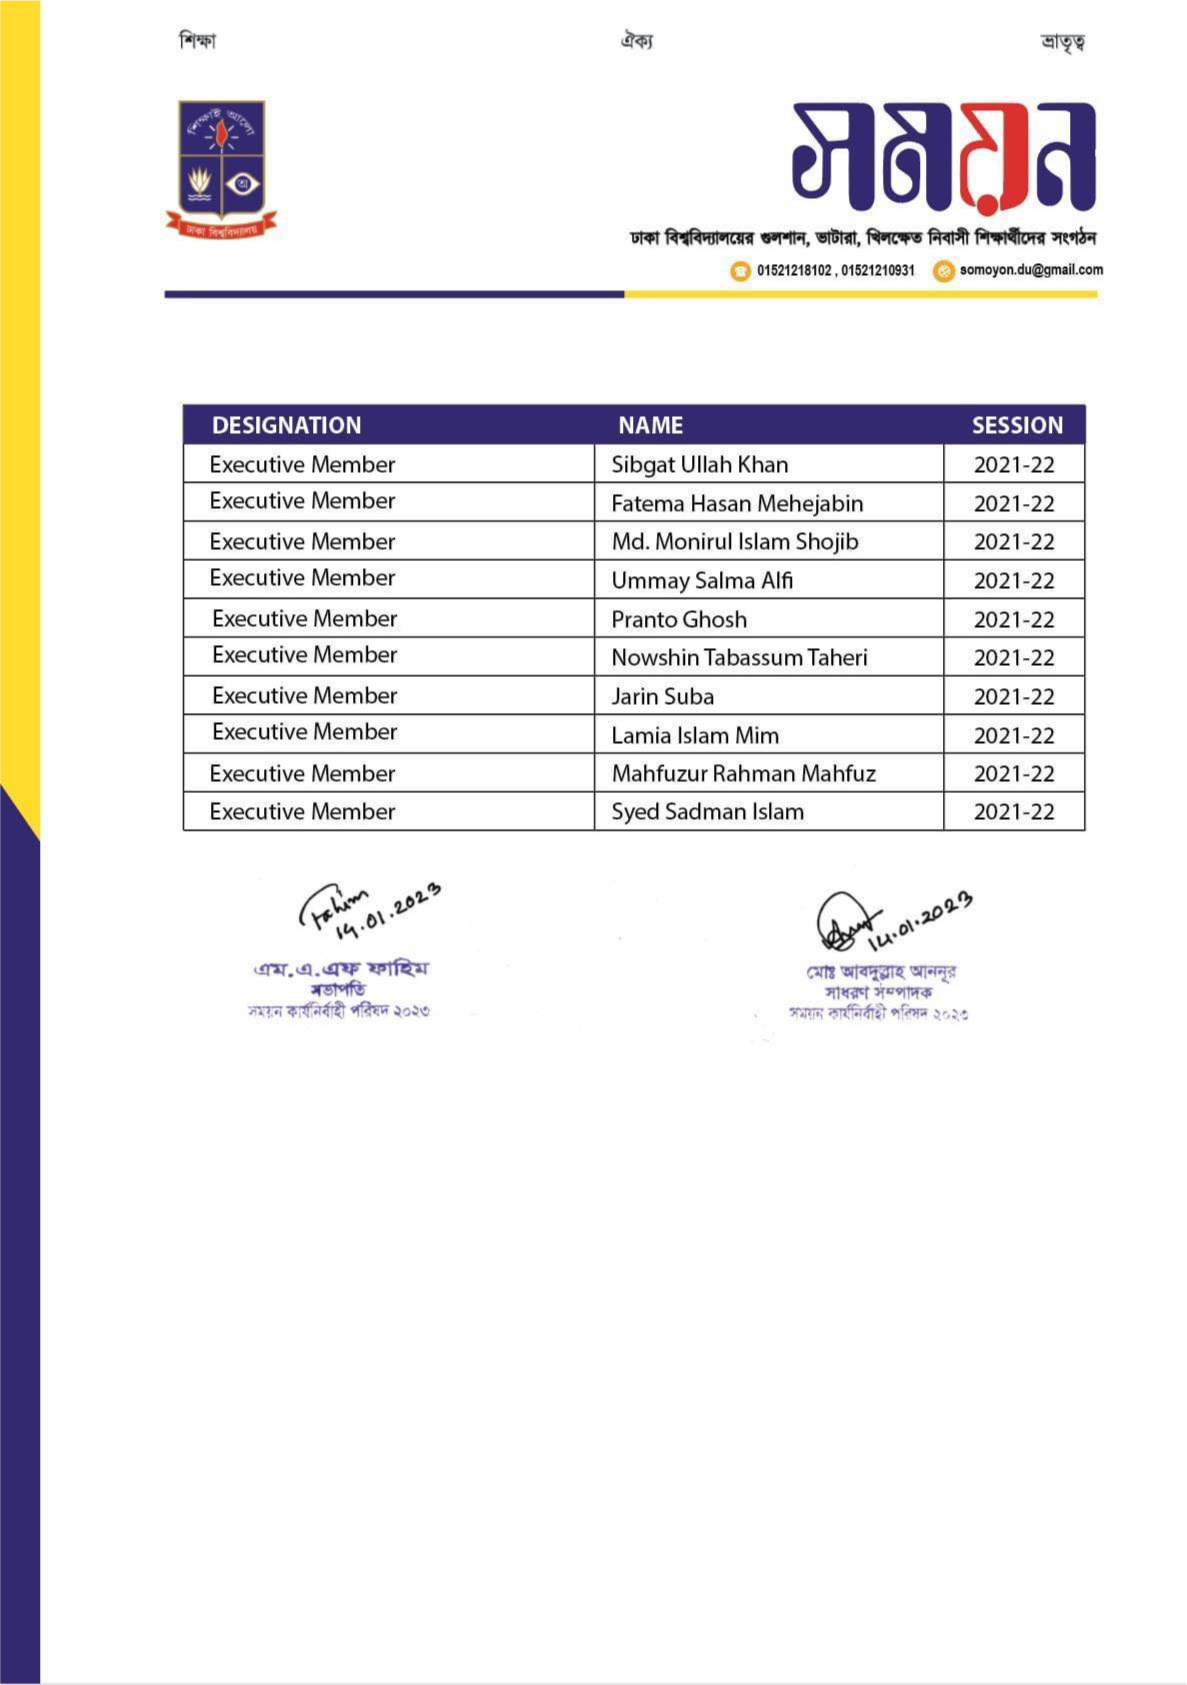 শিক্ষা ঐক্য ভ্রাতৃত্ব
শিক্ষাই আলো
অ
ঢাকা বিশ্ববিদ্যালয়
সময়ন
ঢাকা বিশ্ববিদ্যালয়ের গুলশান, ভাটারা, খিলক্ষেত নিবাসী শিক্ষার্থীদের সংগঠন
01521218102 , 01521210931 somoyon.du@gmail.com
DESIGNATION NAME SESSION
Executive Member Sibgat Ullah Khan 2021-22
Executive Member Fatema Hasan Mehejabin 2021-22
Executive Member Md. Monirul Islam Shojib 2021-22
Executive Member Ummay Salma Alfi 2021-22
Executive Member Pranto Ghosh 2021-22
Executive Member Nowshin Tabassum Taheri 2021-22
Executive Member Jarin Suba 2021-22
Executive Member Lamia Islam Mim 2021-22
Executive Member Mahfuzur Rahman Mahfuz 2021-22
Executive Member Syed Sadman Islam 2021-22
Fahim
14.01.2023
14.01.2023
এম.এ.এফ ফাহিম
সভাপতি
সময়ন কার্যনির্বাহী পরিষদ ২০২৩
মোঃ আবদুল্লাহ আননূর
সাধরণ সম্পাদক
সময়ন কার্যনির্বাহী পরিষদ ২০২৩